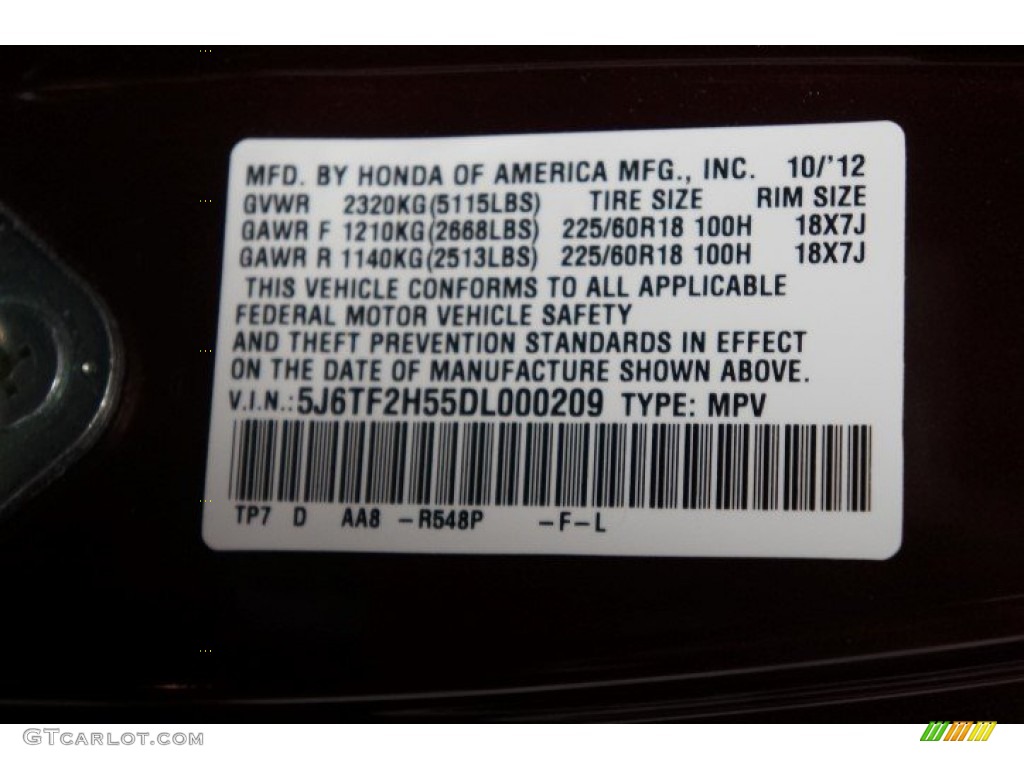 MFD. BY HONDA OF AMERICA MFG., INC. 10/'12
GVWR 2320KG(5115LBS) TIRE SIZE RIM SIZE
GAWR F 1210KG(2668LBS) 225/60R18 100H 18X7J
GAWR R 1140KG(2513LBS) 225/60R18 100H 18X7J
THIS VEHICLE CONFORMS TO ALL APPLICABLE
FEDERAL MOTOR VEHICLE SAFETY
AND THEFT PREVENTION STANDARDS IN EFFECT
ON THE DATE OF MANUFACTURE SHOWN ABOVE.
V.I.N.: 5J6TF2H55DL000209 TYPE: MPV
TP7 D AA8 -R548P -F-L
GTCARLOT.COM